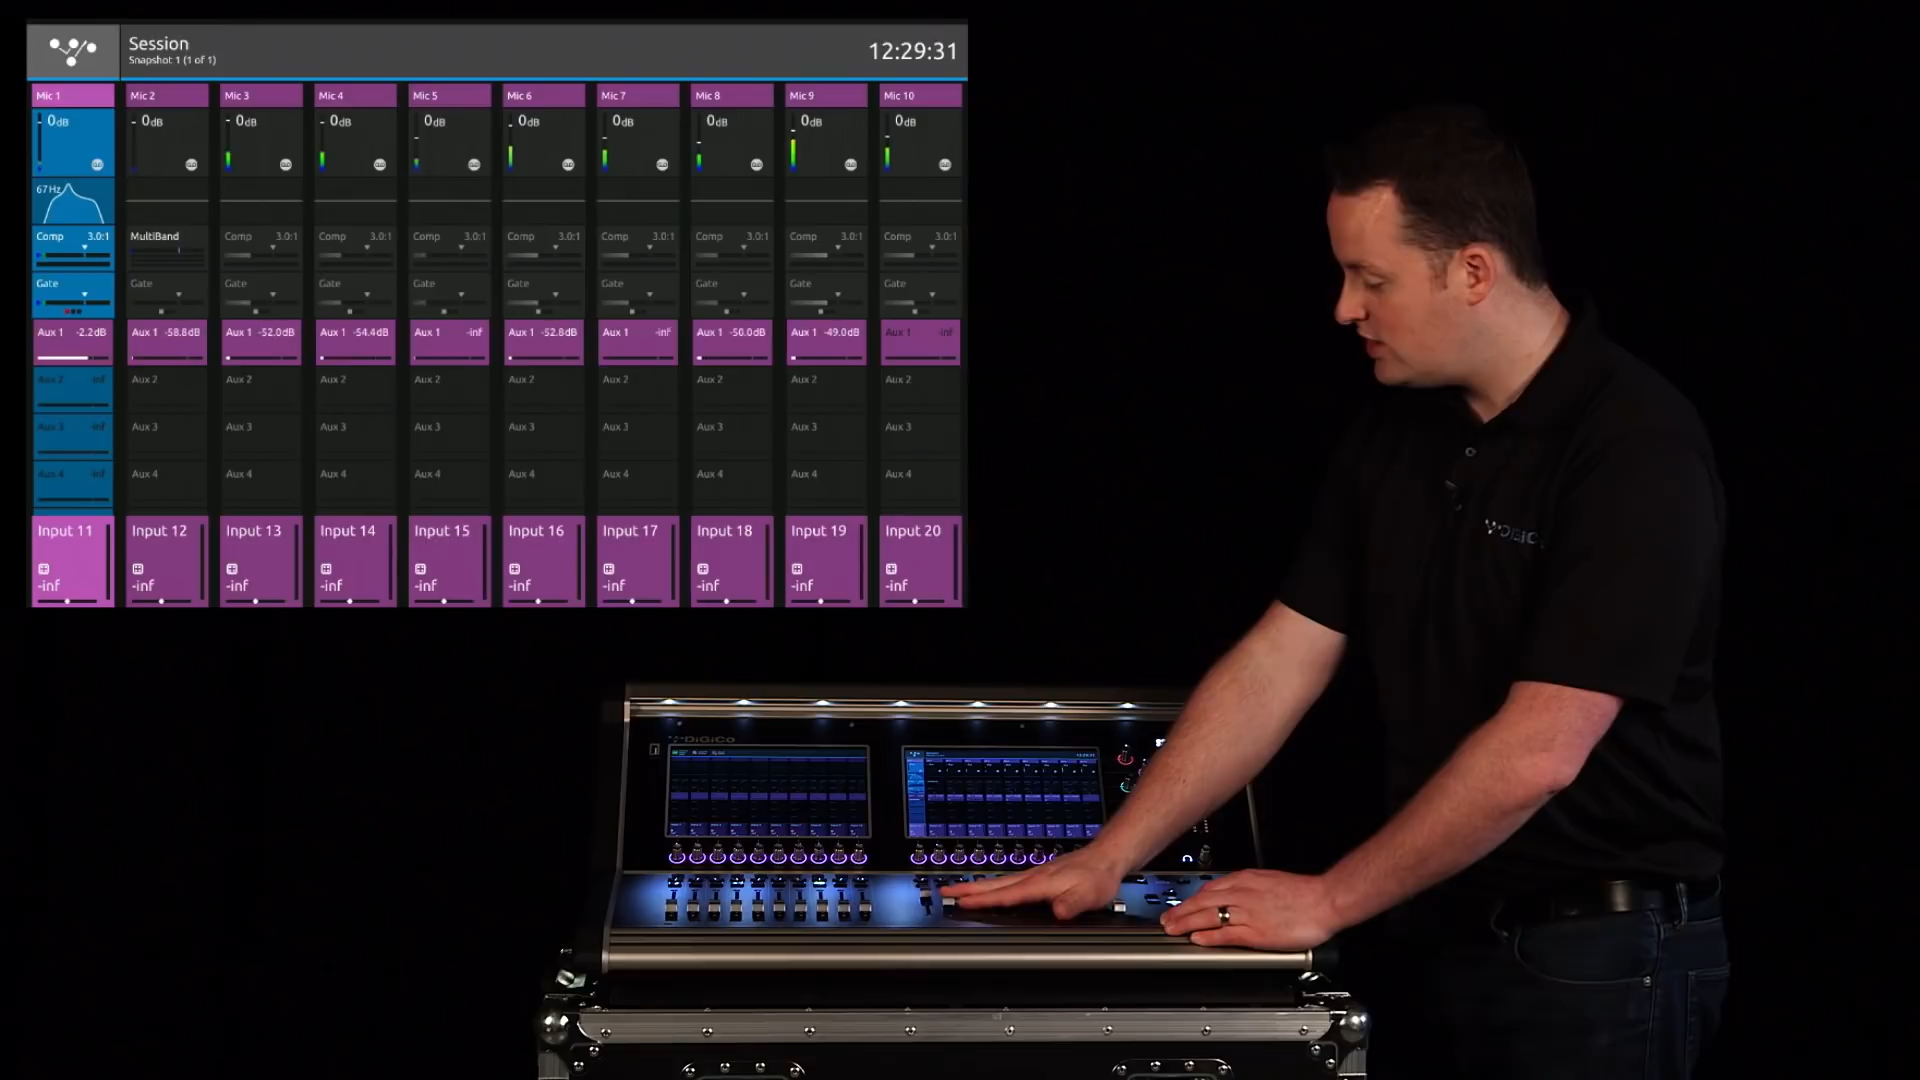 Session
Snapshot 1 (1 of 1)
12:29:31
Mic 1 Mic 2 Mic 3 Mic 4 Mic 5 Mic 6 Mic 7 Mic 8 Mic 9 Mic 10
0dB 0dB 0dB 0dB 0dB 0dB 0dB 0dB 0dB 0dB
67Hz
Comp 3.0:1 MultiBand Comp 3.0:1 Comp 3.0:1 Comp 3.0:1 Comp 3.0:1 Comp 3.0:1 Comp 3.0:1 Comp 3.0:1 Comp 3.0:1
Gate Gate Gate Gate Gate Gate Gate Gate Gate Gate
Aux 1 -2.2dB Aux 1 -58.8dB Aux 1 -52.0dB Aux 1 -54.4dB Aux 1 -inf Aux 1 -52.8dB Aux 1 -inf Aux 1 -50.0dB Aux 1 -49.0dB Aux 1 -inf
Aux 2 -inf Aux 2 Aux 2 Aux 2 Aux 2 Aux 2 Aux 2 Aux 2 Aux 2 Aux 2
Aux 3 -inf Aux 3 Aux 3 Aux 3 Aux 3 Aux 3 Aux 3 Aux 3 Aux 3 Aux 3
Aux 4 -inf Aux 4 Aux 4 Aux 4 Aux 4 Aux 4 Aux 4 Aux 4 Aux 4 Aux 4
Input 11 Input 12 Input 13 Input 14 Input 15 Input 16 Input 17 Input 18 Input 19 Input 20
-inf -inf -inf -inf -inf -inf -inf -inf -inf -inf
DiGiCo